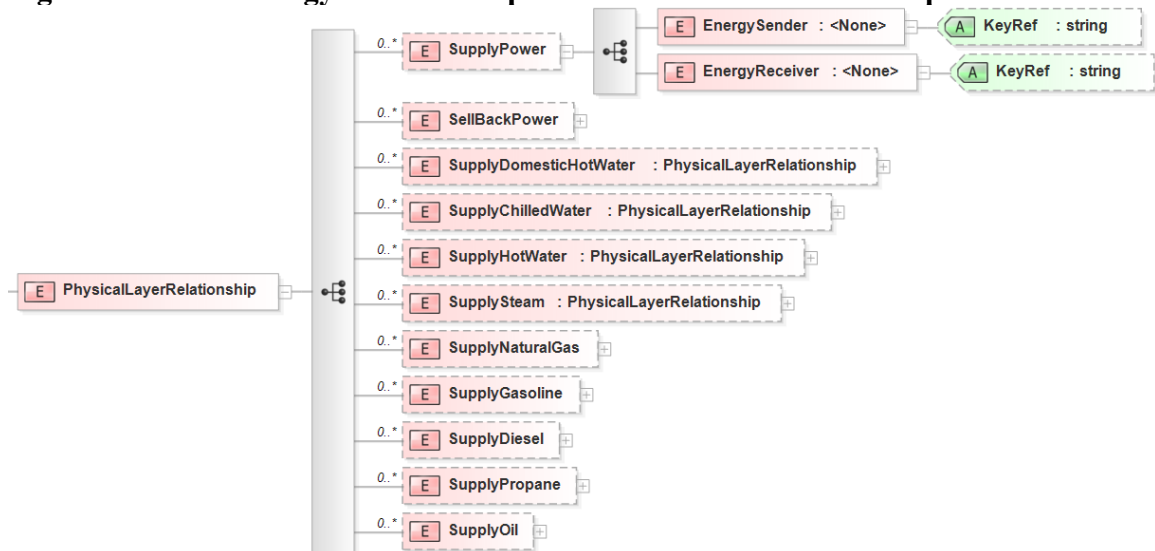 0..* E SupplyPower
E EnergySender : <None> A KeyRef : string
E EnergyReceiver : <None> A KeyRef : string
0..* E SellBackPower
0..* E SupplyDomesticHotWater : PhysicalLayerRelationship
0..* E SupplyChilledWater : PhysicalLayerRelationship
0..* E SupplyHotWater : PhysicalLayerRelationship
E PhysicalLayerRelationship
0..* E SupplySteam : PhysicalLayerRelationship
0..* E SupplyNaturalGas
0..* E SupplyGasoline
0..* E SupplyDiesel
0..* E SupplyPropane
0..* E SupplyOil